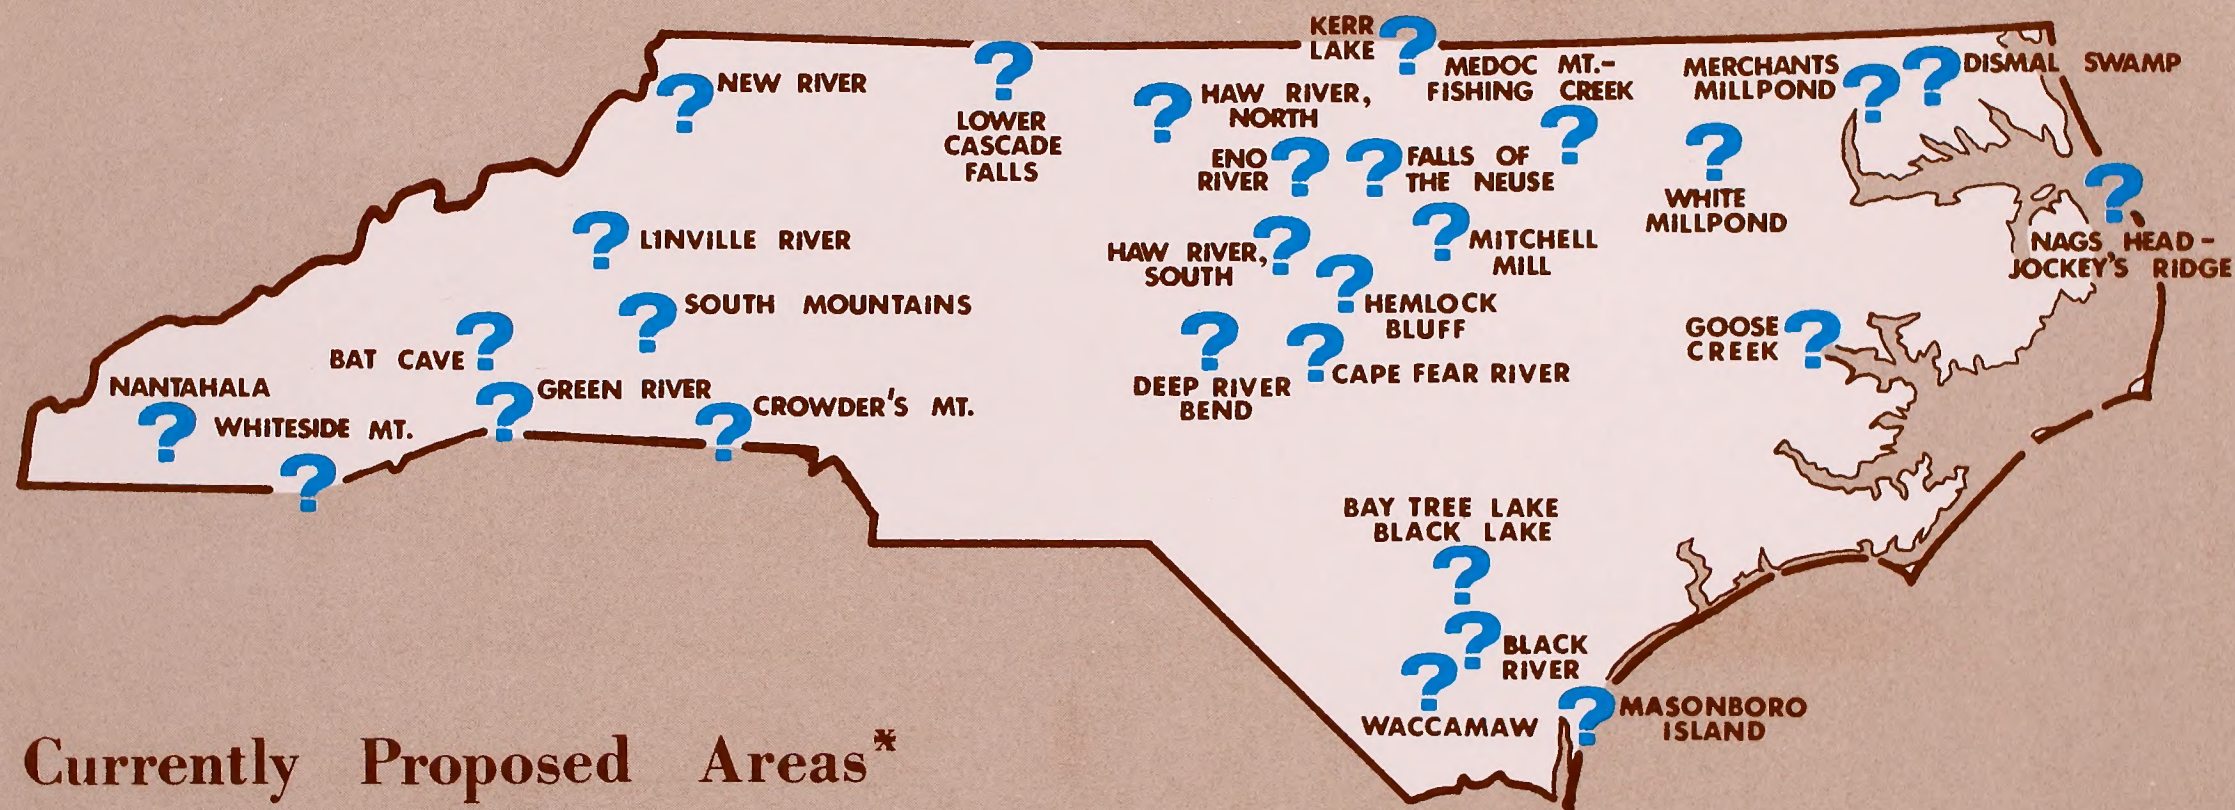 KERR
LAKE
NEW RIVER
LOWER
CASCADE
FALLS
HAW RIVER,
NORTH
MEDOC MT.-
FISHING CREEK
MERCHANTS
MILLPOND
DISMAL SWAMP
ENO
RIVER
FALLS OF
THE NEUSE
WHITE
MILLPOND
LINVILLE RIVER
HAW RIVER,
SOUTH
MITCHELL
MILL
NAGS HEAD -
JOCKEY'S RIDGE
SOUTH MOUNTAINS
HEMLOCK
BLUFF
GOOSE
CREEK
BAT CAVE
NANTAHALA
GREEN RIVER
DEEP RIVER
BEND
CAPE FEAR RIVER
WHITESIDE MT.
CROWDER'S MT.
BAY TREE LAKE
BLACK LAKE
BLACK
RIVER
WACCAMAW
MASONBORO
ISLAND
Currently Proposed Areas*